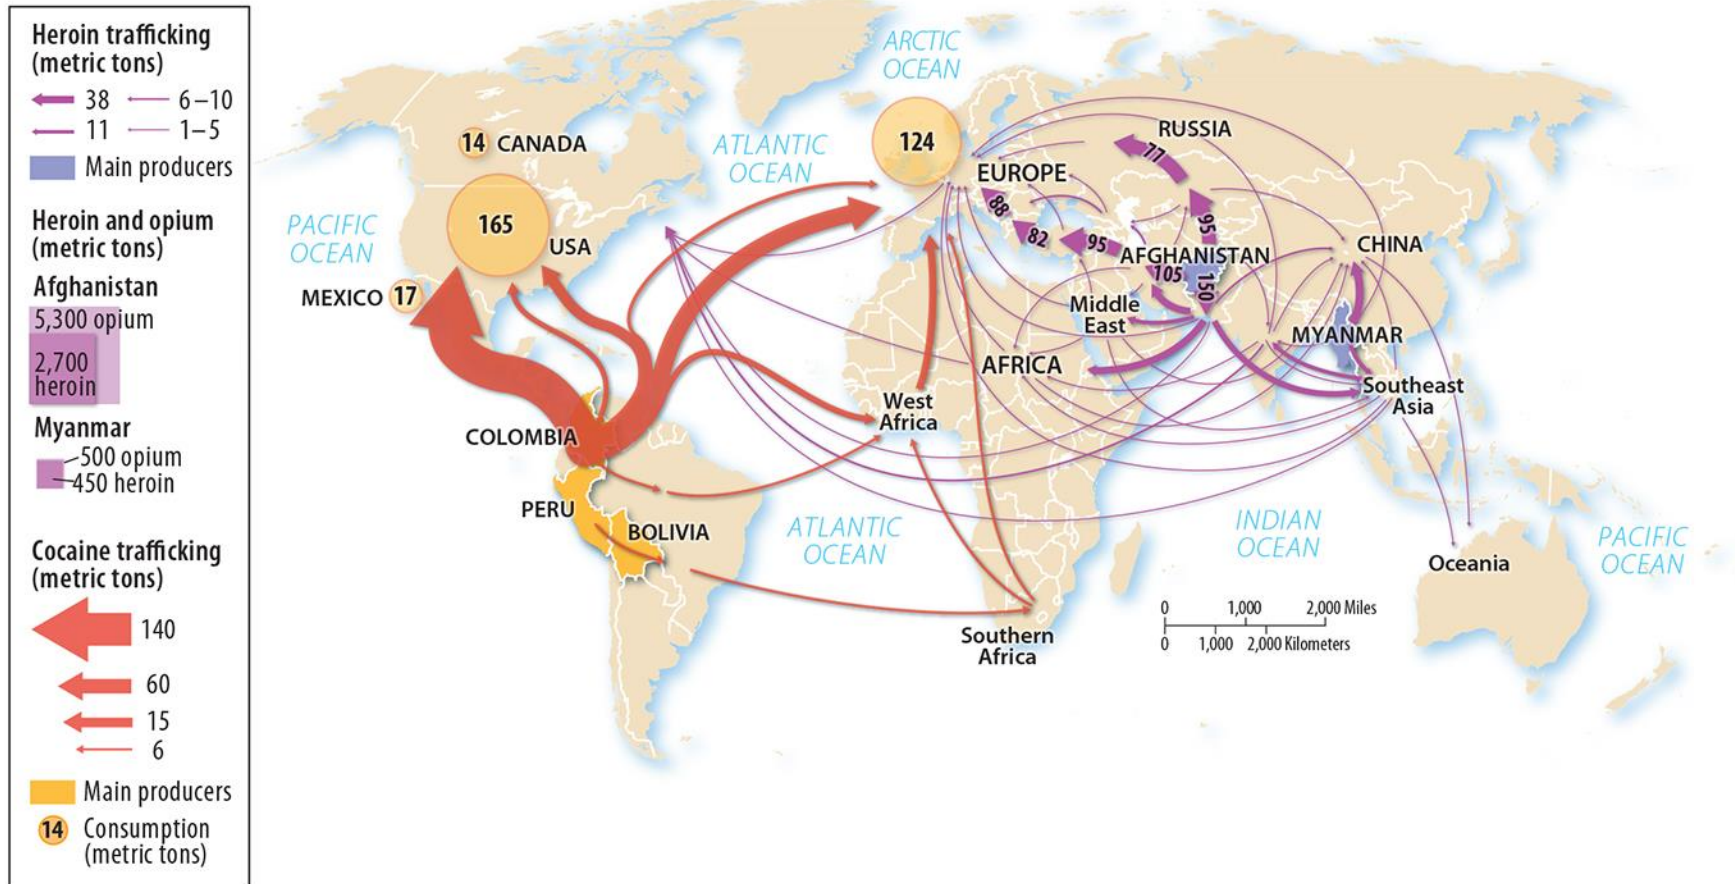 Heroin trafficking
(metric tons)
38
6–10
11
1–5
Main producers
Heroin and opium
(metric tons)
Afghanistan
5,300 opium
2,700
heroin
Myanmar
500 opium
450 heroin
Cocaine trafficking
(metric tons)
140
60
15
6
Main producers
14
Consumption
(metric tons)
ARCTIC
OCEAN
14
CANADA
ATLANTIC
OCEAN
124
RUSSIA
77
EUROPE
PACIFIC
OCEAN
165
USA
88
82
95
95
CHINA
AFGHANISTAN
105
150
MEXICO
17
Middle
East
MYANMAR
AFRICA
Southeast
Asia
West
Africa
COLOMBIA
PERU
BOLIVIA
ATLANTIC
OCEAN
INDIAN
OCEAN
PACIFIC
OCEAN
Oceania
Southern
Africa
0 1,000 2,000 Miles
0 1,000 2,000 Kilometers